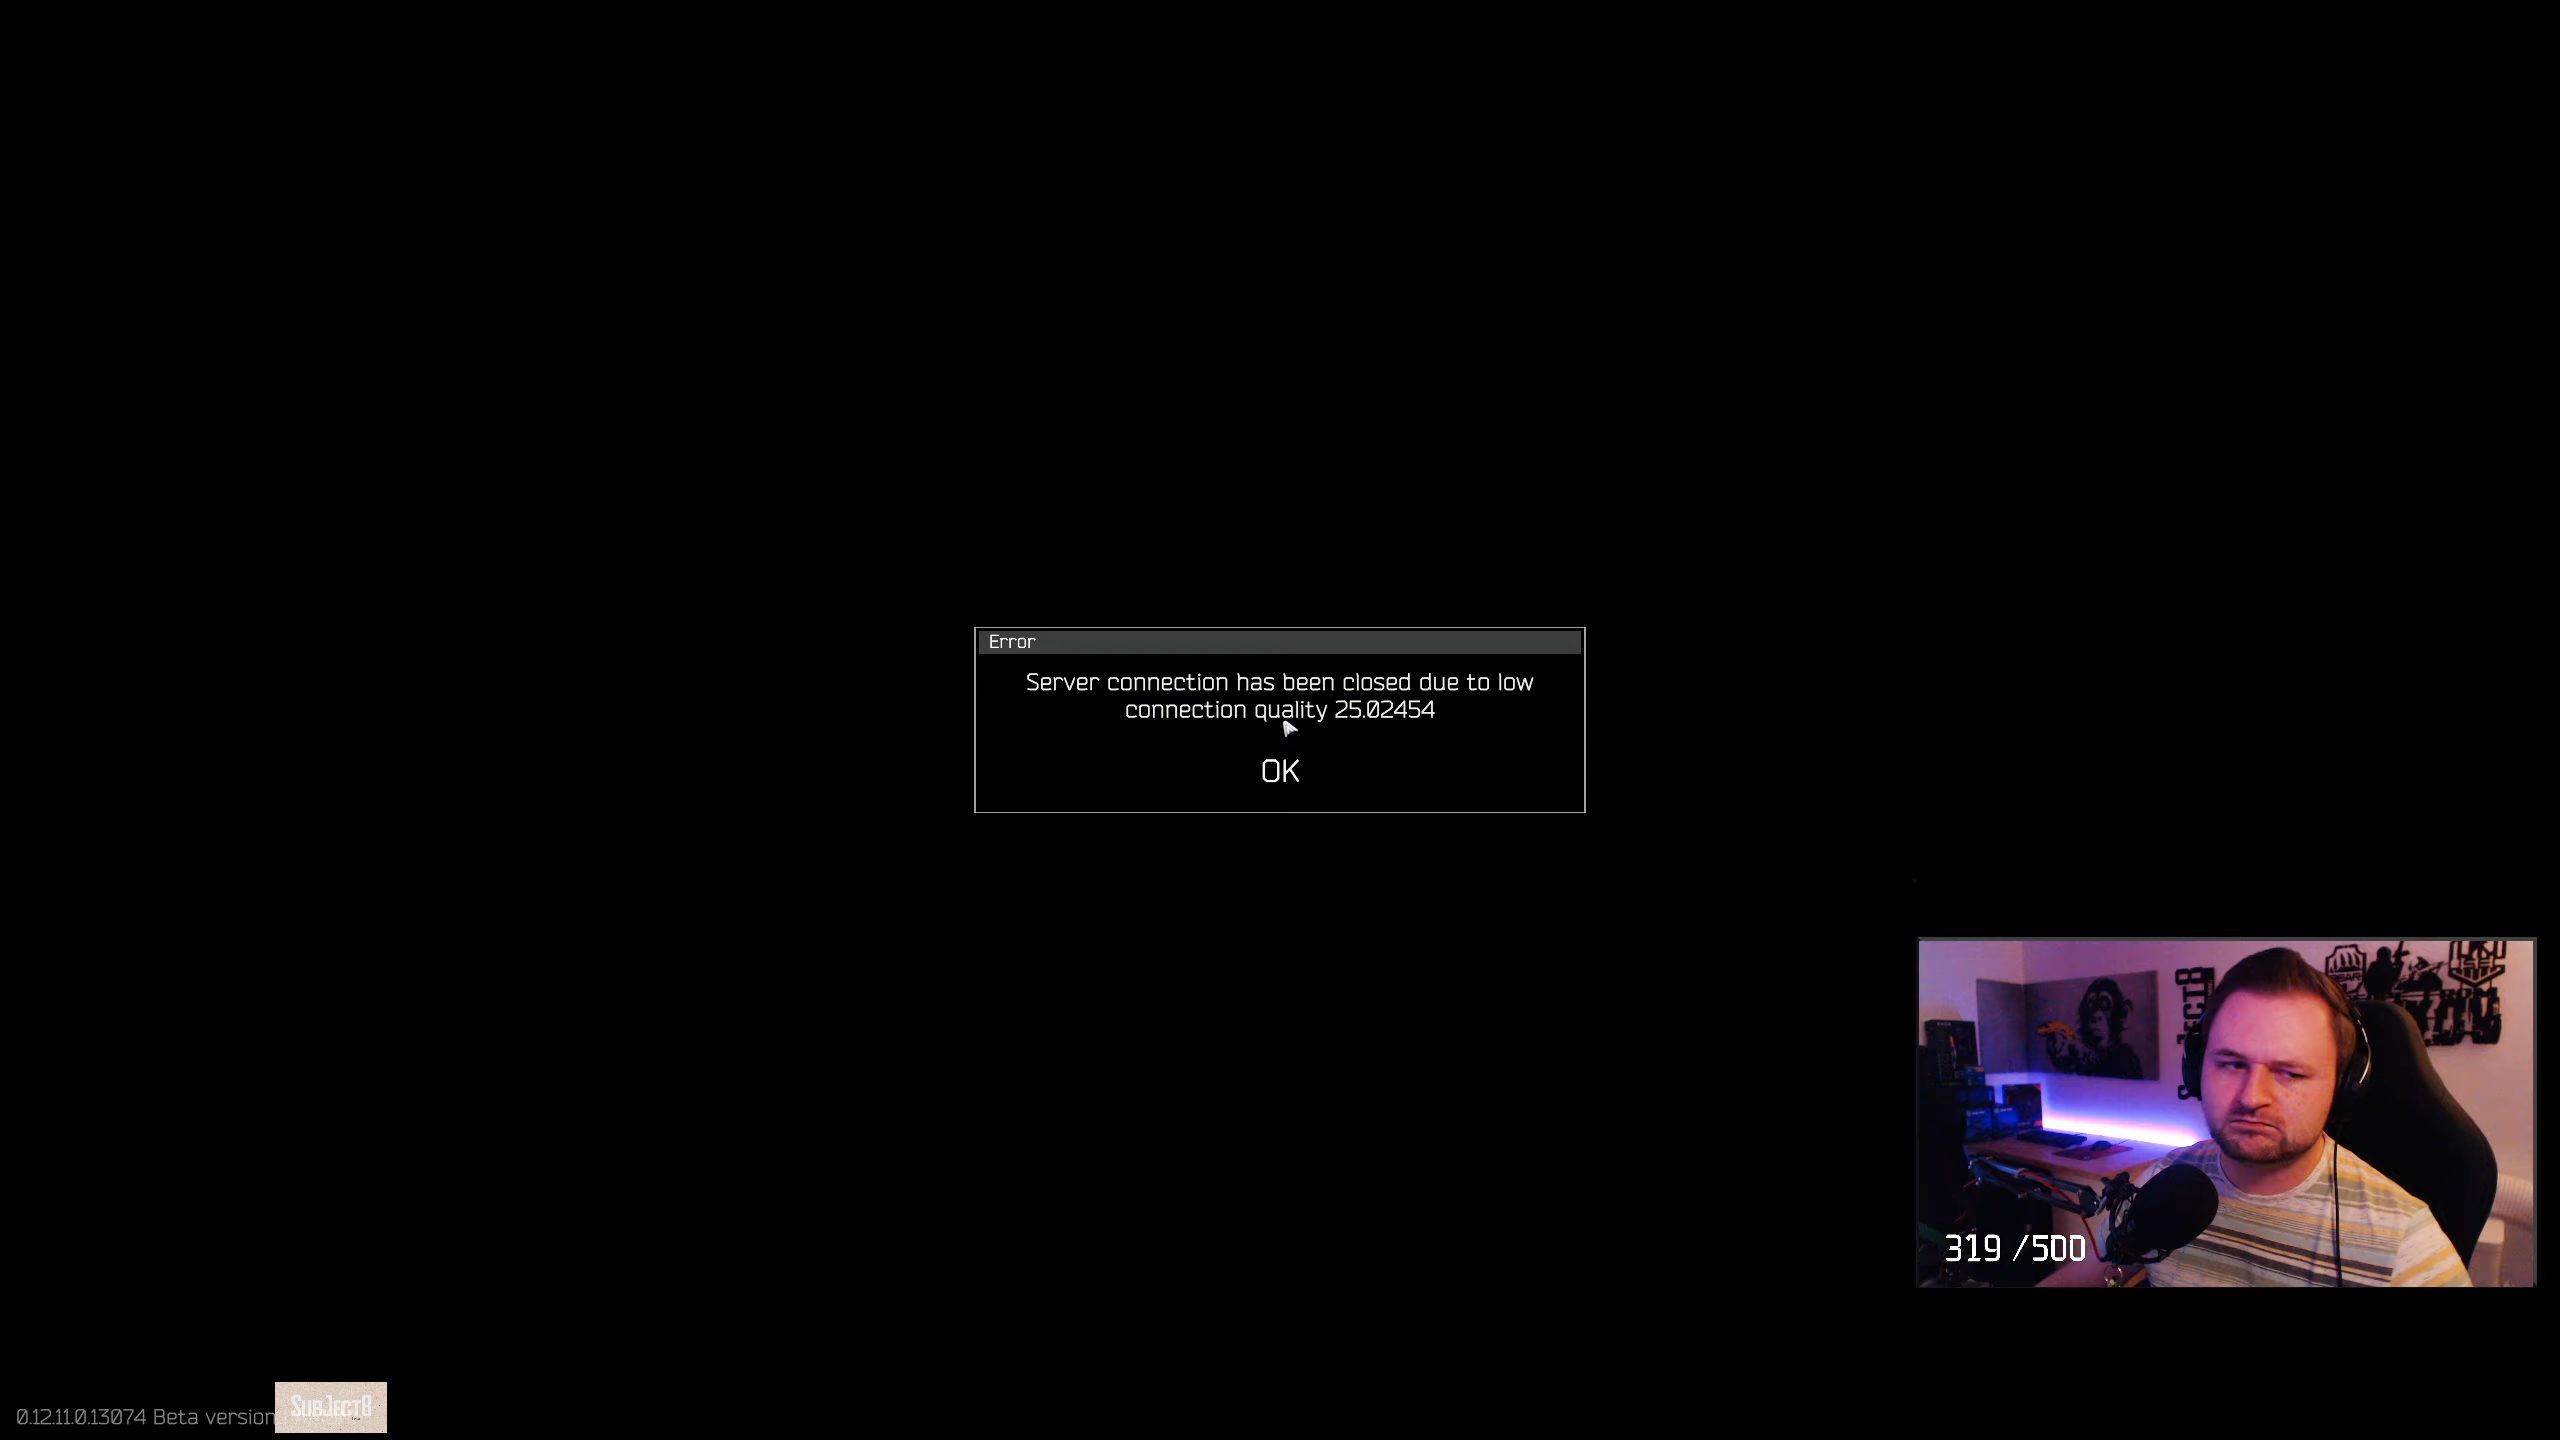 Error
Server connection has been closed due to low
connection quality 25.02454
OK
319 /500
0.12.11.0.13074 Beta version
SUBJECT8